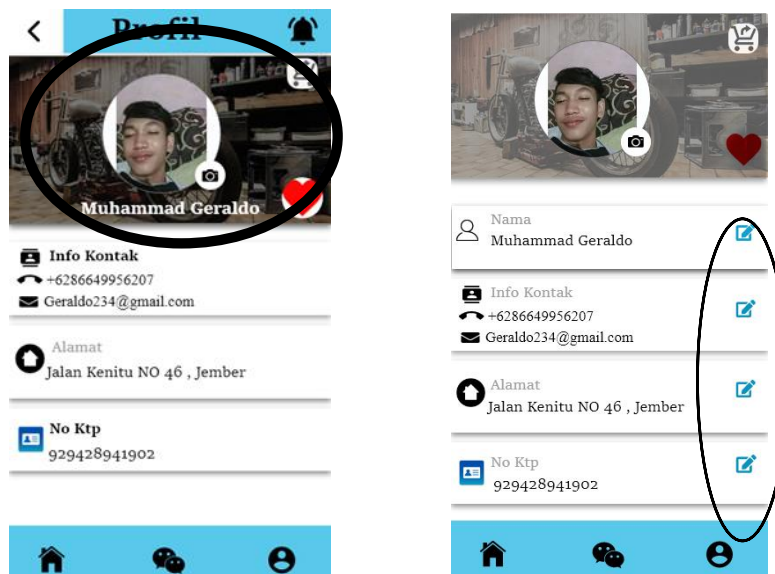 Profil
Muhammad Geraldo
Info Kontak
+6286649956207
Geraldo234@gmail.com
Alamat
Jalan Kenitu NO 46 , Jember
No Ktp
929428941902
Nama
Muhammad Geraldo
Info Kontak
+6286649956207
Geraldo234@gmail.com
Alamat
Jalan Kenitu NO 46 , Jember
No Ktp
929428941902